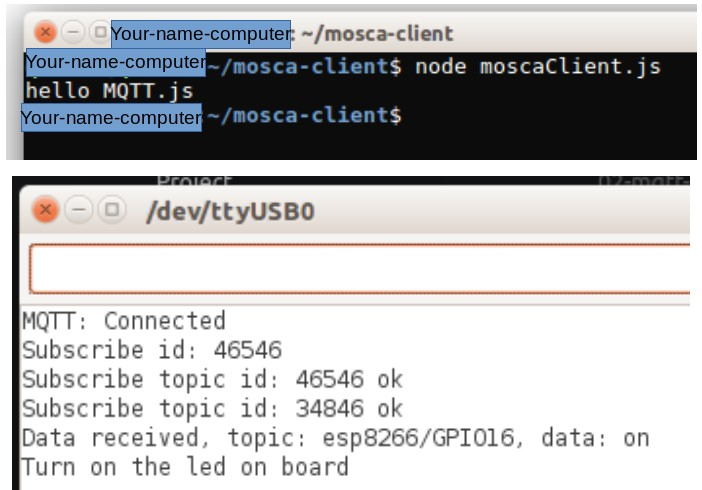 Your-name-computer: ~/mosca-client
Your-name-computer~/mosca-client$ node moscaClient.js
hello MQTT.js
Your-name-computer~/mosca-client$
Project
/dev/ttyUSB0
MQTT: Connected
Subscribe id: 46546
Subscribe topic id: 46546 ok
Subscribe topic id: 34846 ok
Data received, topic: esp8266/GPIO16, data: on
Turn on the led on board